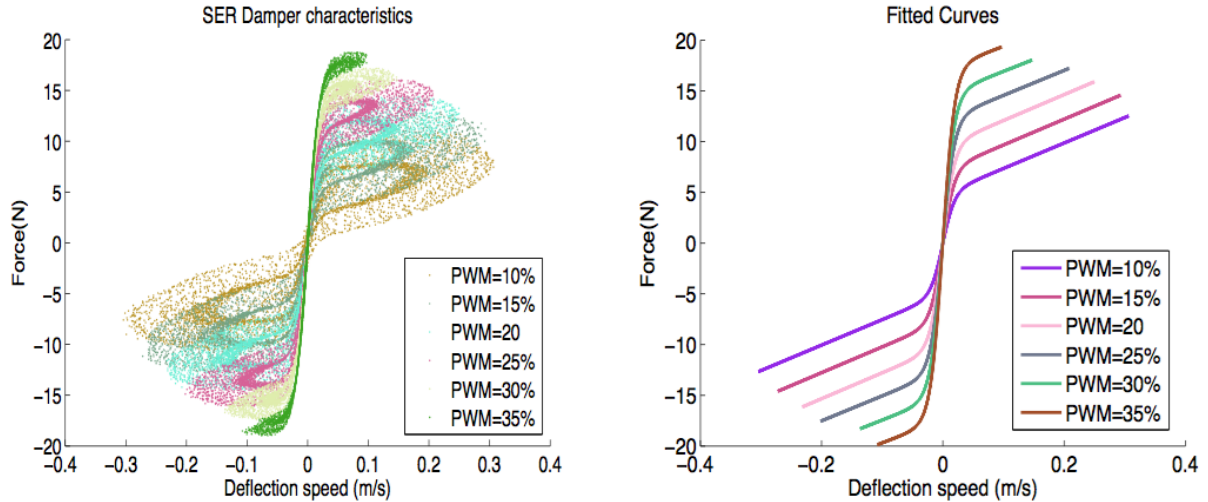 SER Damper characteristics
20
15
10
5
0
−5
−10
−15
−20
Force(N)
−0.4
−0.3
−0.2
−0.1
0
0.1
0.2
0.3
0.4
Deflection speed (m/s)
PWM=10%
PWM=15%
PWM=20
PWM=25%
PWM=30%
PWM=35%
Fitted Curves
20
15
10
5
0
−5
−10
−15
−20
Force(N)
−0.4
−0.2
0
0.2
0.4
Deflection speed (m/s)
PWM=10%
PWM=15%
PWM=20
PWM=25%
PWM=30%
PWM=35%